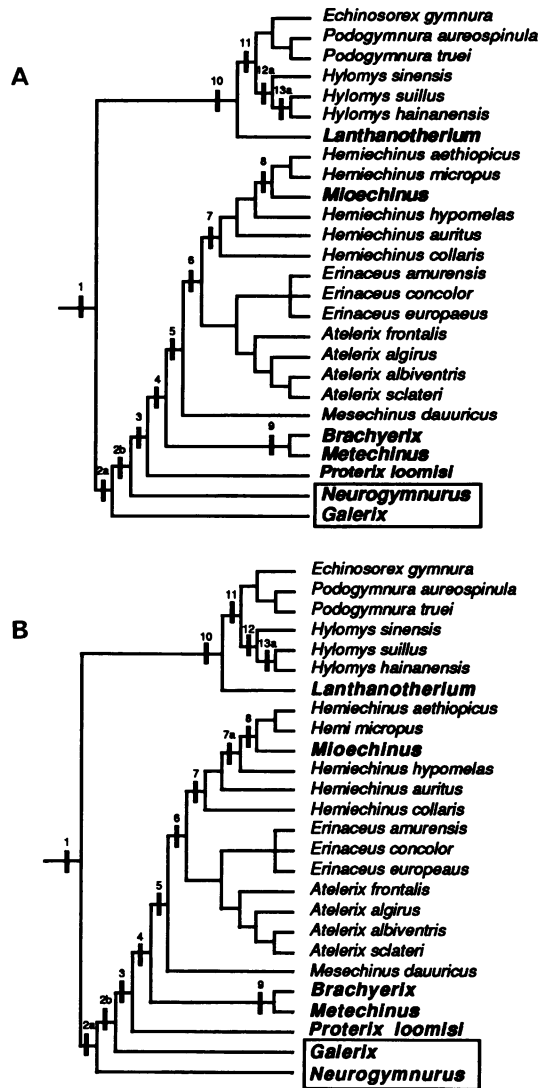 A
Echinosorex gymnura
Podogymnura aureospinula
Podogymnura truei
Hylomys sinensis
Hylomys suillus
Hylomys hainanensis
Lanthanotherium
Hemiechinus aethiopicus
Hemiechinus micropus
Mioechinus
Hemiechinus hypomelas
Hemiechinus auritus
Hemiechinus collaris
Erinaceus amurensis
Erinaceus concolor
Erinaceus europaeus
Atelerix frontalis
Atelerix algirus
Atelerix albiventris
Atelerix sclateri
Mesechinus dauuricus
Brachyerix
Metechinus
Proterix loomisi
Neurogymnurus
Galerix
1
2a
2b
3
4
5
6
7
8
9
10
11
12a
13a
B
Echinosorex gymnura
Podogymnura aureospinula
Podogymnura truei
Hylomys sinensis
Hylomys suillus
Hylomys hainanensis
Lanthanotherium
Hemiechinus aethiopicus
Hemi micropus
Mioechinus
Hemiechinus hypomelas
Hemiechinus auritus
Hemiechinus collaris
Erinaceus amurensis
Erinaceus concolor
Erinaceus europeaus
Atelerix frontalis
Atelerix algirus
Atelerix albiventris
Atelerix sclateri
Mesechinus dauuricus
Brachyerix
Metechinus
Proterix loomisi
Galerix
Neurogymnurus
1
2a
2b
3
4
5
6
7
7a
8
9
10
11
12
13a